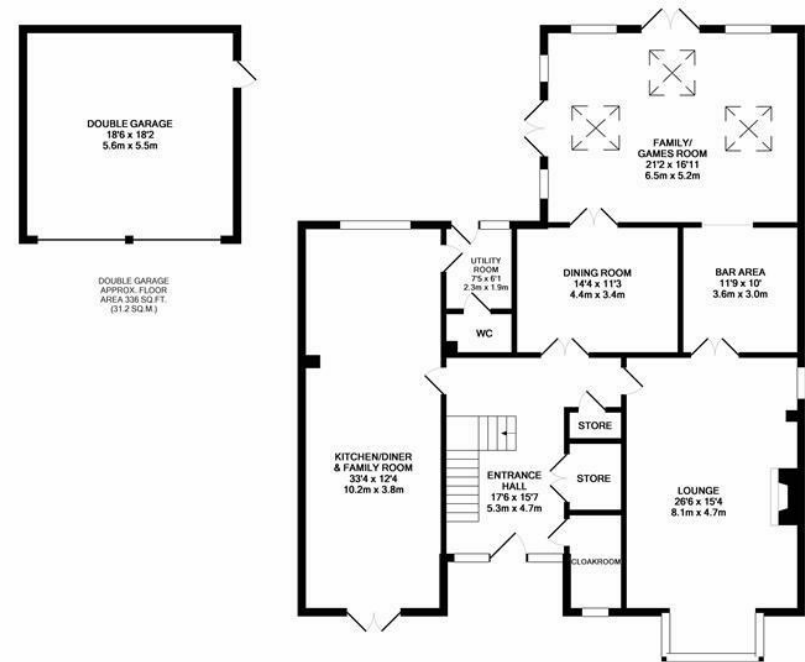 DOUBLE GARAGE
18'6 x 18'2
5.6m x 5.5m
DOUBLE GARAGE
APPROX. FLOOR
AREA 336 SQ.FT.
(31.2 SQ.M.)
FAMILY/
GAMES ROOM
21'2 x 16'11
6.5m x 5.2m
UTILITY
ROOM
7'5 x 6'1
2.3m x 1.9m
WC
DINING ROOM
14'4 x 11'3
4.4m x 3.4m
BAR AREA
11'9 x 10'
3.6m x 3.0m
KITCHEN/DINER
& FAMILY ROOM
33'4 x 12'4
10.2m x 3.8m
ENTRANCE
HALL
17'6 x 15'7
5.3m x 4.7m
STORE
STORE
CLOAKROOM
LOUNGE
26'6 x 15'4
8.1m x 4.7m